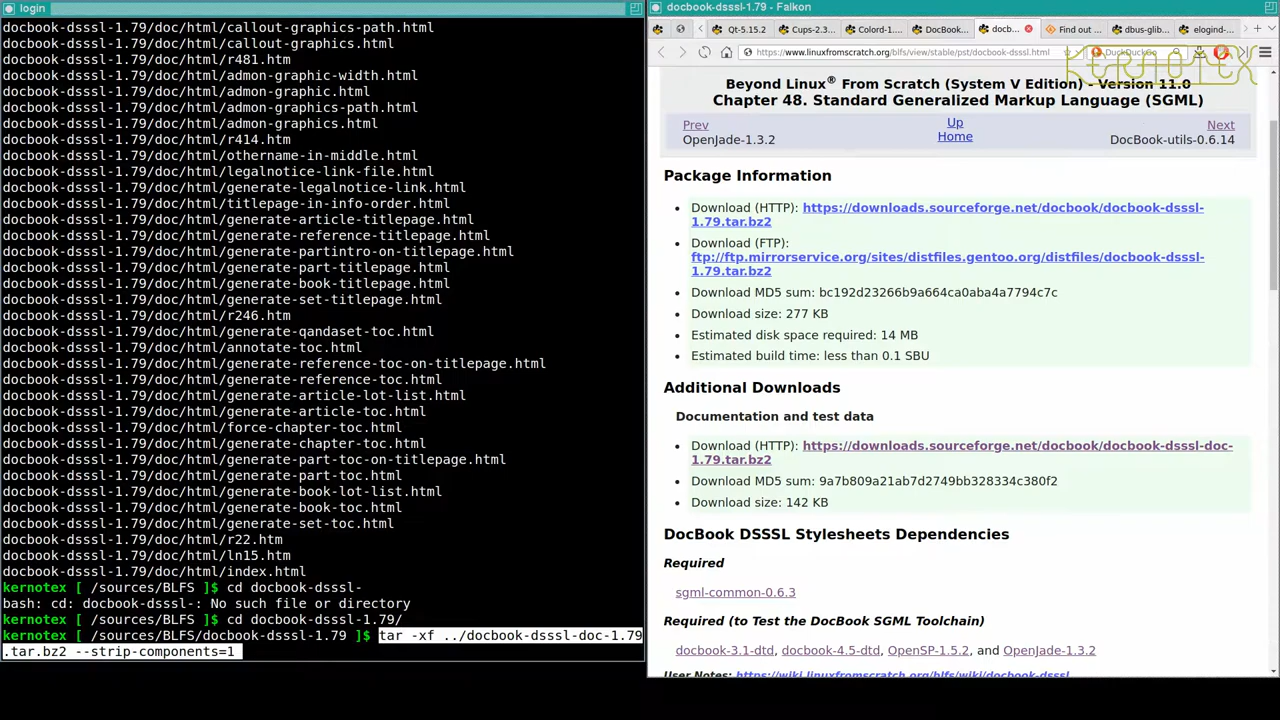 login
docbook-dsssl-1.79/doc/html/callout-graphics-path.html
docbook-dsssl-1.79/doc/html/callout-graphics.html
docbook-dsssl-1.79/doc/html/r481.htm
docbook-dsssl-1.79/doc/html/admon-graphic-width.html
docbook-dsssl-1.79/doc/html/admon-graphic.html
docbook-dsssl-1.79/doc/html/admon-graphics-path.html
docbook-dsssl-1.79/doc/html/admon-graphics.html
docbook-dsssl-1.79/doc/html/r414.htm
docbook-dsssl-1.79/doc/html/othername-in-middle.html
docbook-dsssl-1.79/doc/html/legalnotice-link-file.html
docbook-dsssl-1.79/doc/html/generate-legalnotice-link.html
docbook-dsssl-1.79/doc/html/titlepage-in-info-order.html
docbook-dsssl-1.79/doc/html/generate-article-titlepage.html
docbook-dsssl-1.79/doc/html/generate-reference-titlepage.html
docbook-dsssl-1.79/doc/html/generate-partintro-on-titlepage.html
docbook-dsssl-1.79/doc/html/generate-part-titlepage.html
docbook-dsssl-1.79/doc/html/generate-book-titlepage.html
docbook-dsssl-1.79/doc/html/generate-set-titlepage.html
docbook-dsssl-1.79/doc/html/r246.htm
docbook-dsssl-1.79/doc/html/generate-qandaset-toc.html
docbook-dsssl-1.79/doc/html/annotate-toc.html
docbook-dsssl-1.79/doc/html/generate-reference-toc-on-titlepage.html
docbook-dsssl-1.79/doc/html/generate-reference-toc.html
docbook-dsssl-1.79/doc/html/generate-article-lot-list.html
docbook-dsssl-1.79/doc/html/generate-article-toc.html
docbook-dsssl-1.79/doc/html/force-chapter-toc.html
docbook-dsssl-1.79/doc/html/generate-chapter-toc.html
docbook-dsssl-1.79/doc/html/generate-part-toc-on-titlepage.html
docbook-dsssl-1.79/doc/html/generate-part-toc.html
docbook-dsssl-1.79/doc/html/generate-book-lot-list.html
docbook-dsssl-1.79/doc/html/generate-book-toc.html
docbook-dsssl-1.79/doc/html/generate-set-toc.html
docbook-dsssl-1.79/doc/html/r22.htm
docbook-dsssl-1.79/doc/html/ln15.htm
docbook-dsssl-1.79/doc/html/index.html
kernotex [ /sources/BLFS ]$ cd docbook-dsssl-
bash: cd: docbook-dsssl-: No such file or directory
kernotex [ /sources/BLFS ]$ cd docbook-dsssl-1.79/
kernotex [ /sources/BLFS/docbook-dsssl-1.79 ]$ tar -xf ../docbook-dsssl-doc-1.79
.tar.bz2 --strip-components=1
docbook-dsssl-1.79 - Falkon
Qt-5.15.2 Cups-2.3... Colord-1.... DocBook... docb... Find out ... dbus-glib... elogind-...
https://www.linuxfromscratch.org/blfs/view/stable/pst/docbook-dsssl.html DuckDuckGo
KERNOTEX
Beyond Linux® From Scratch (System V Edition) - Version 11.0
Chapter 48. Standard Generalized Markup Language (SGML)
Prev Up Next
OpenJade-1.3.2 Home DocBook-utils-0.6.14
Package Information
• Download (HTTP): https://downloads.sourceforge.net/docbook/docbook-dsssl-
1.79.tar.bz2
• Download (FTP):
ftp://ftp.mirrorservice.org/sites/distfiles.gentoo.org/distfiles/docbook-dsssl-
1.79.tar.bz2
• Download MD5 sum: bc192d23266b9a664ca0aba4a7794c7c
• Download size: 277 KB
• Estimated disk space required: 14 MB
• Estimated build time: less than 0.1 SBU
Additional Downloads
Documentation and test data
• Download (HTTP): https://downloads.sourceforge.net/docbook/docbook-dsssl-doc-
1.79.tar.bz2
• Download MD5 sum: 9a7b809a21ab7d2749bb328334c380f2
• Download size: 142 KB
DocBook DSSSL Stylesheets Dependencies
Required
sgml-common-0.6.3
Required (to Test the DocBook SGML Toolchain)
docbook-3.1-dtd, docbook-4.5-dtd, OpenSP-1.5.2, and OpenJade-1.3.2
User Notes: https://wiki.linuxfromscratch.org/blfs/wiki/docbook-dsssl